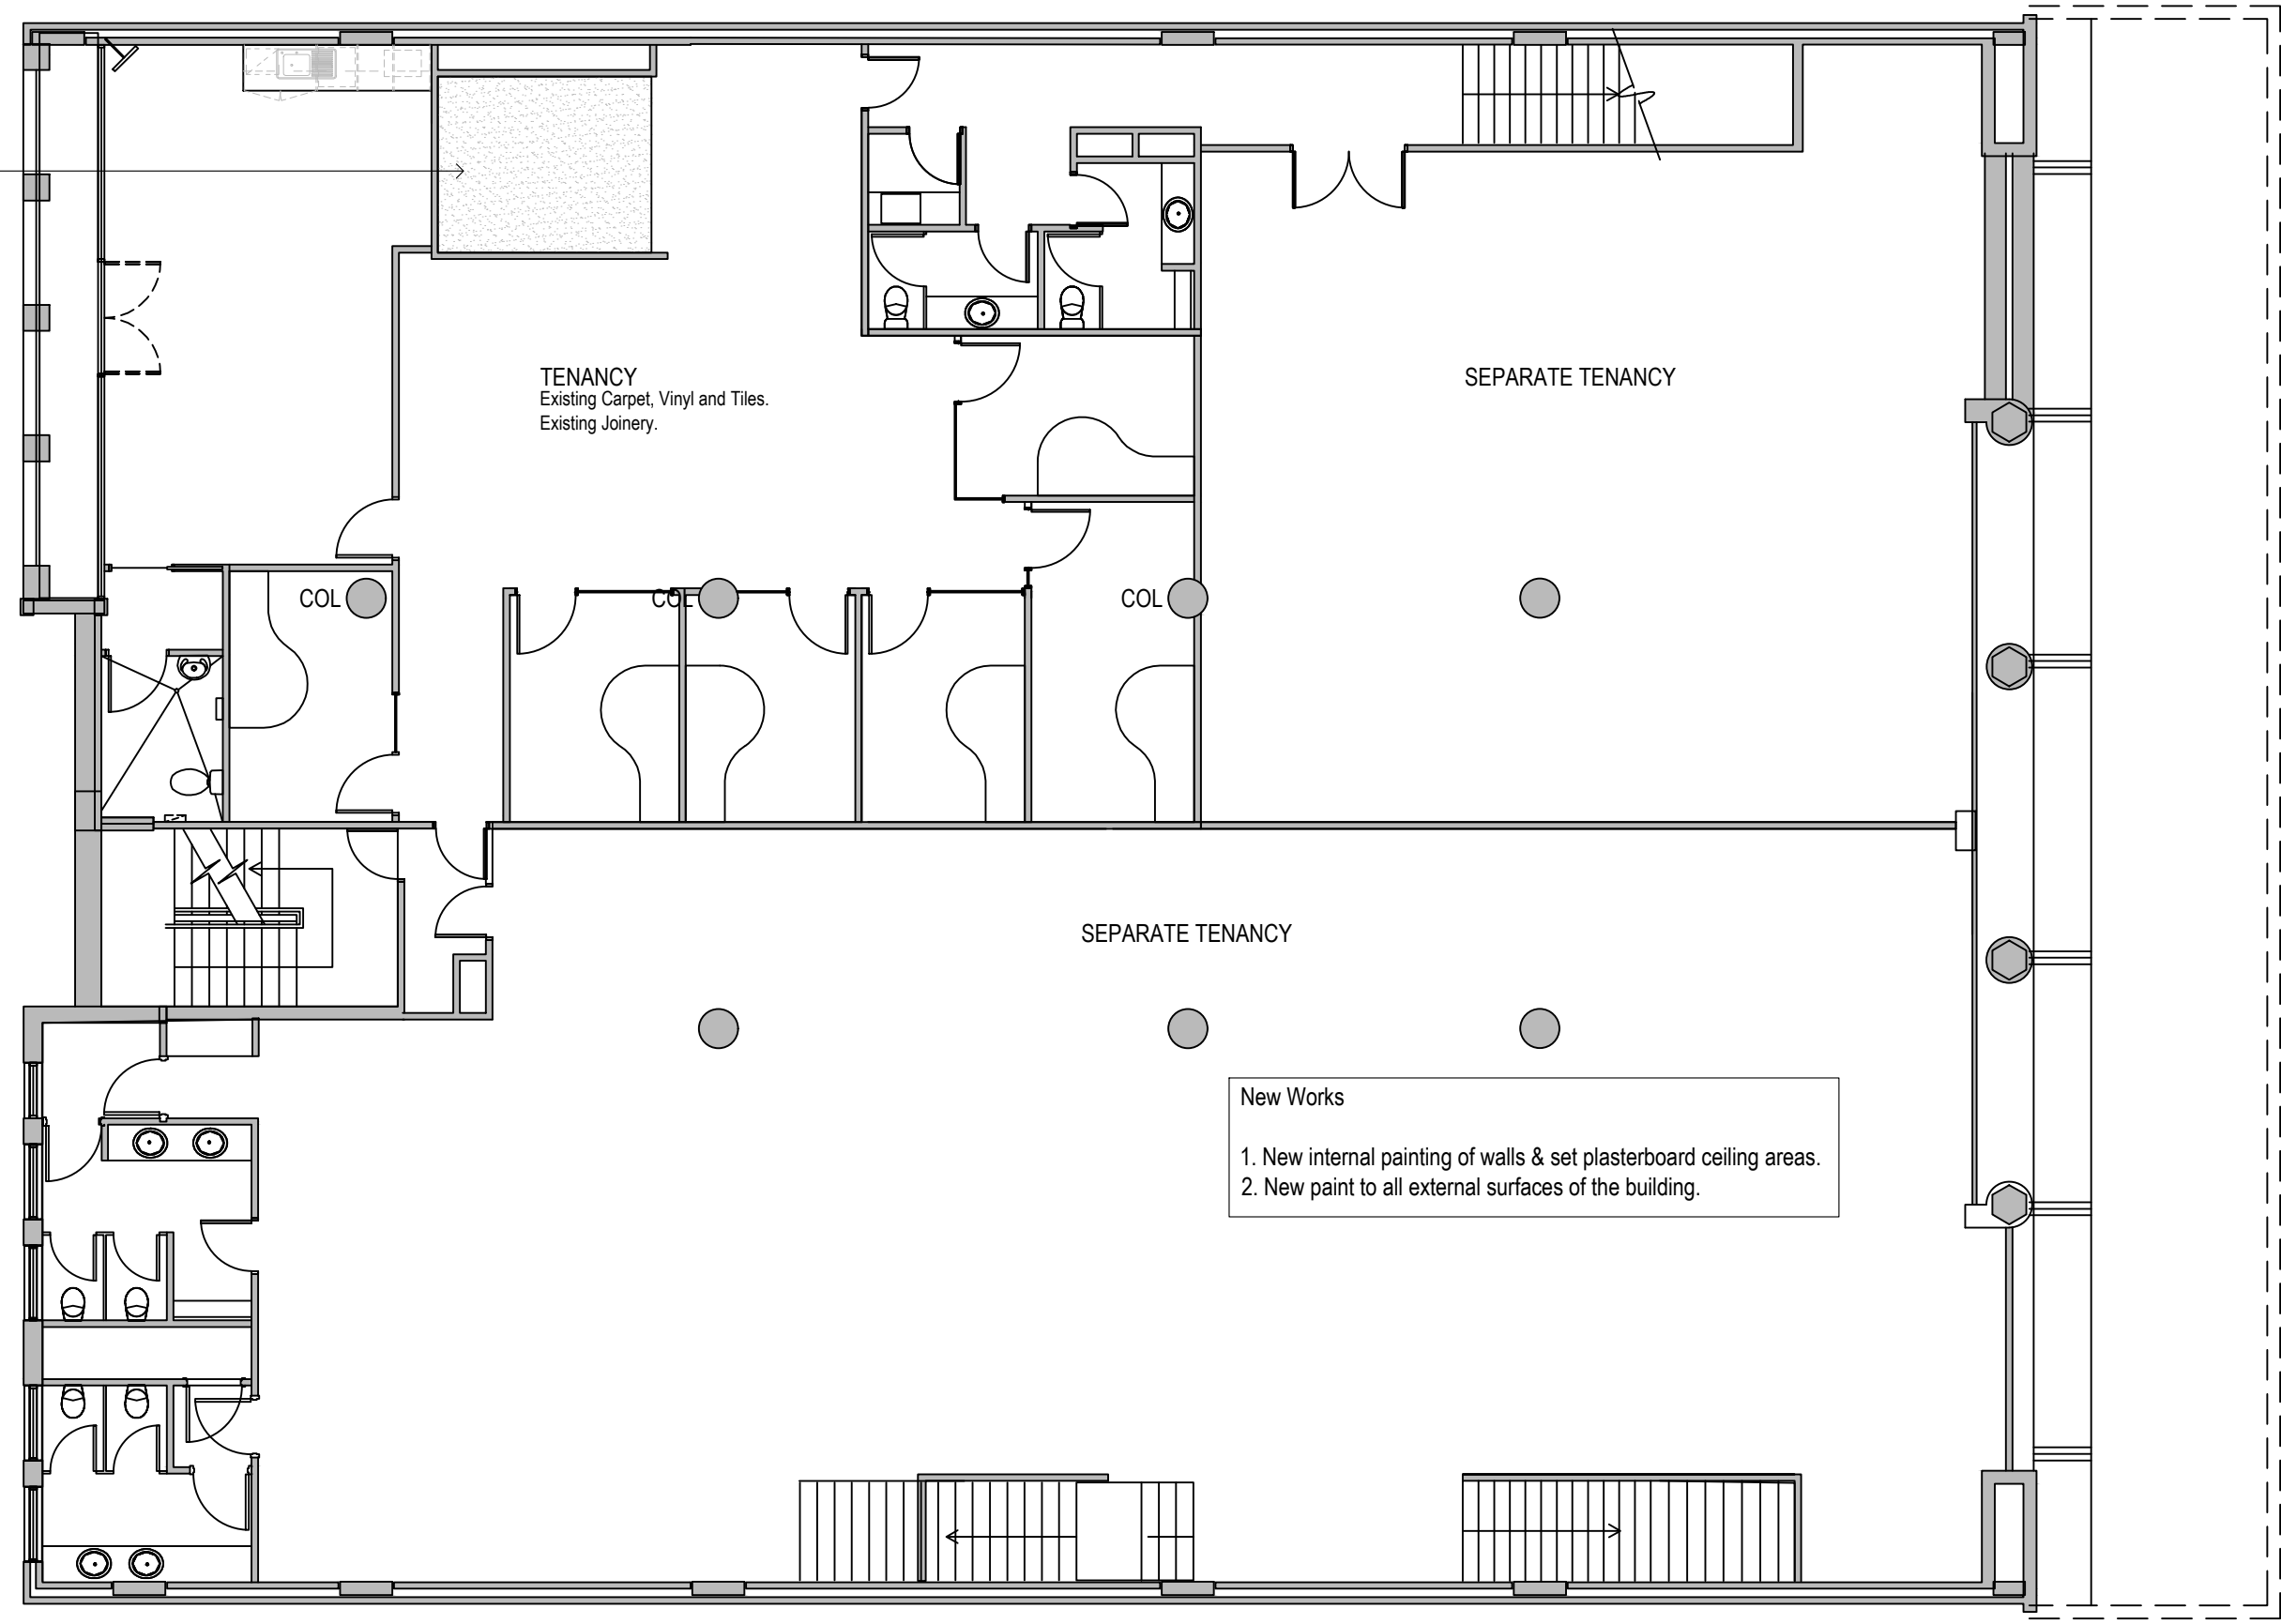 TENANCY
Existing Carpet, Vinyl and Tiles.
Existing Joinery.
SEPARATE TENANCY
COL
COL
COL
SEPARATE TENANCY
New Works
1. New internal painting of walls & set plasterboard ceiling areas.
2. New paint to all external surfaces of the building.